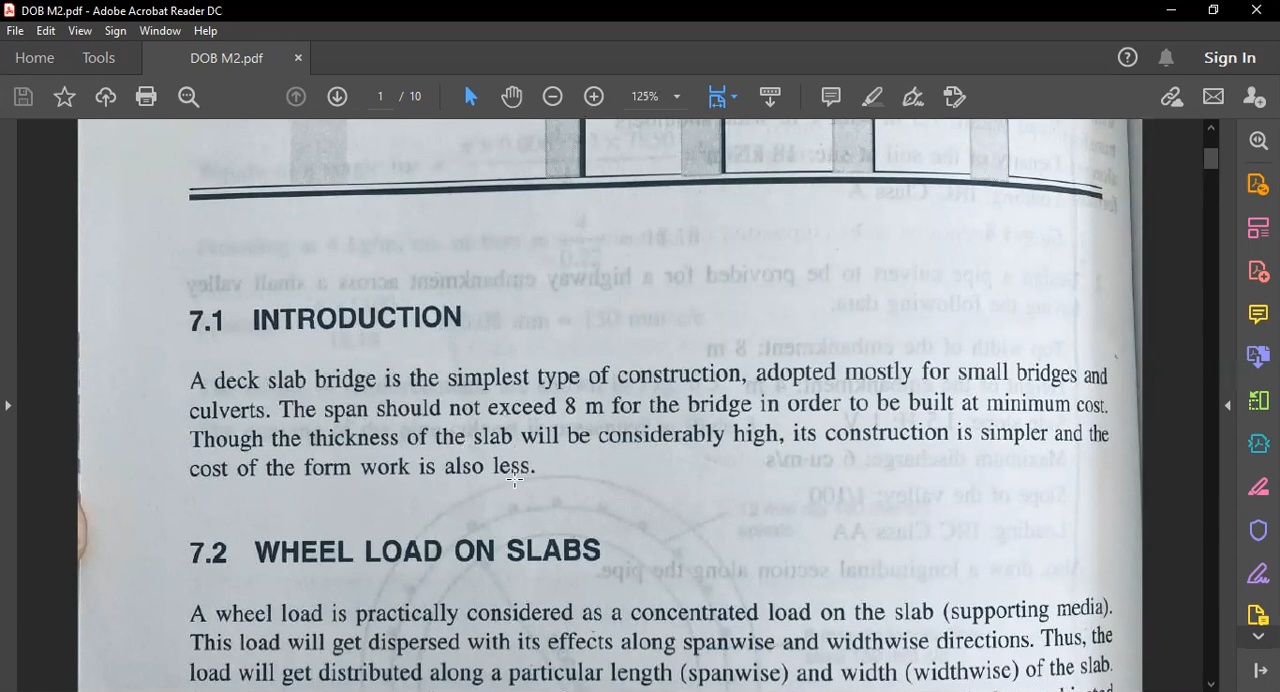 DOB M2.pdf - Adobe Acrobat Reader DC
File Edit View Sign Window Help
Home Tools DOB M2.pdf × Sign In
1 / 10 125%
7.1 INTRODUCTION
A deck slab bridge is the simplest type of construction, adopted mostly for small bridges and
culverts. The span should not exceed 8 m for the bridge in order to be built at minimum cost.
Though the thickness of the slab will be considerably high, its construction is simpler and the
cost of the form work is also less.
7.2 WHEEL LOAD ON SLABS
A wheel load is practically considered as a concentrated load on the slab (supporting media).
This load will get dispersed with its effects along spanwise and widthwise directions. Thus, the
load will get distributed along a particular length (spanwise) and width (widthwise) of the slab.